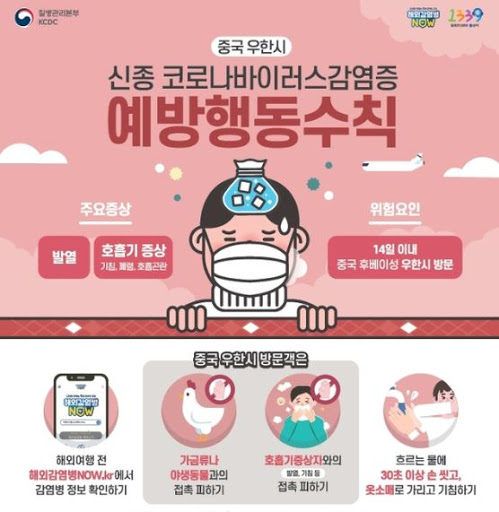 질병관리본부
KCDC
해외감염병
NOW
1339
중국 우한시
신종 코로나바이러스감염증
예방행동수칙
주요증상
발열
호흡기 증상
기침, 폐렴, 호흡곤란
위험요인
14일 이내
중국 후베이성 우한시 방문
중국 우한시 방문객은
해외감염병
NOW
해외여행 전
해외감염병NOW.kr에서
감염병 정보 확인하기
가금류나
야생동물과의
접촉 피하기
호흡기증상자와의
발열, 기침 등
접촉 피하기
흐르는 물에
30초 이상 손 씻고,
옷소매로 가리고 기침하기